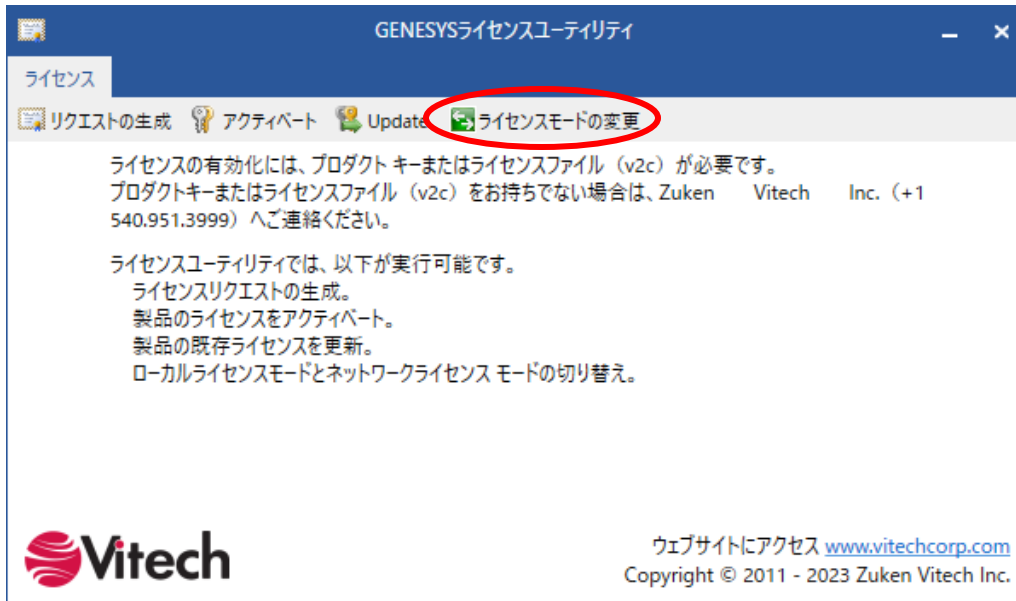 GENESYSライセンスユーティリティ
ライセンス
リクエストの生成 アクティベート Update ライセンスモードの変更
ライセンスの有効化には、プロダクト キーまたはライセンスファイル（v2c）が必要です。
プロダクトキーまたはライセンスファイル（v2c）をお持ちでない場合は、Zuken Vitech Inc.（+1
540.951.3999）へご連絡ください。
ライセンスユーティリティでは、以下が実行可能です。
ライセンスリクエストの生成。
製品のライセンスをアクティベート。
製品の既存ライセンスを更新。
ローカルライセンスモードとネットワークライセンス モードの切り替え。
Vitech
ウェブサイトにアクセス www.vitechcorp.com
Copyright © 2011 - 2023 Zuken Vitech Inc.